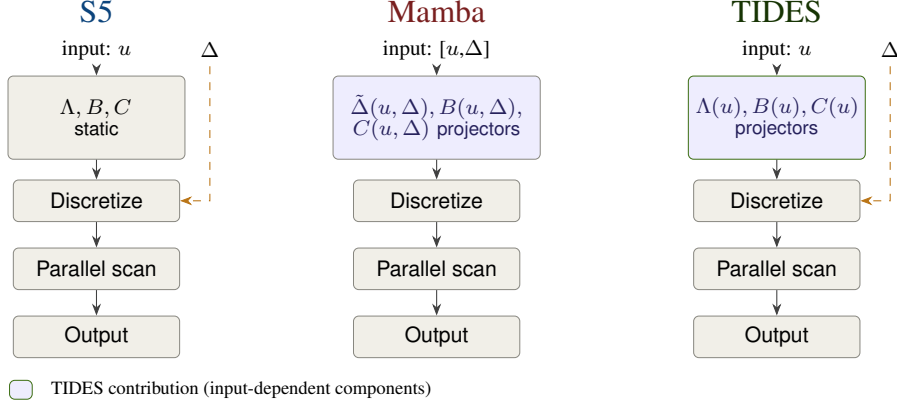 S5
input: u
Δ
Λ, B, C
static
Discretize
Parallel scan
Output
Mamba
input: [u,Δ]
Δ̃(u, Δ), B(u, Δ),
C(u, Δ) projectors
Discretize
Parallel scan
Output
TIDES
input: u
Δ
Λ(u), B(u), C(u)
projectors
Discretize
Parallel scan
Output
TIDES contribution (input-dependent components)